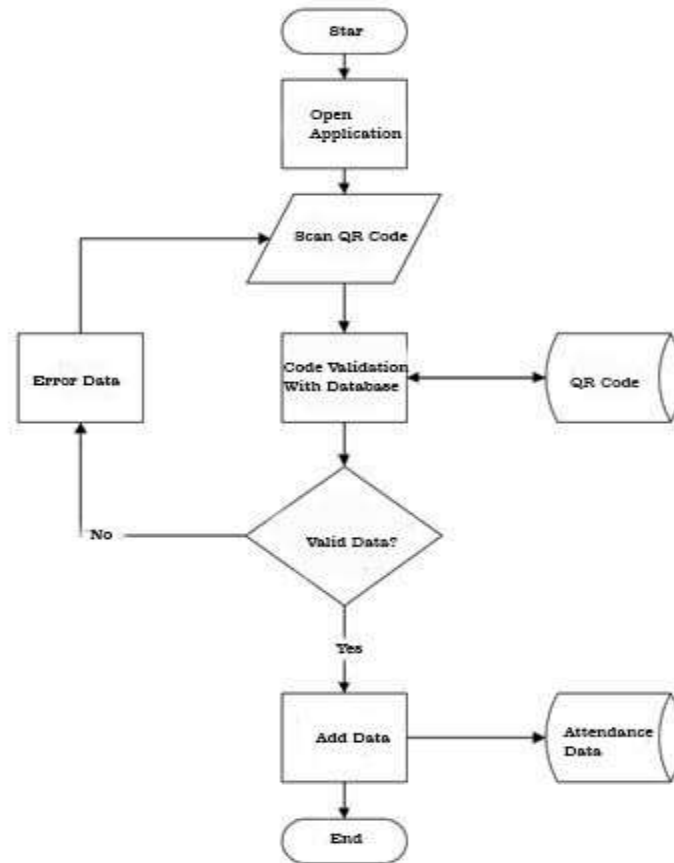 Star
Open
Application
Scan QR Code
Error Data
Code Validation
With Database
QR Code
No
Valid Data?
Yes
Add Data
Attendance
Data
End